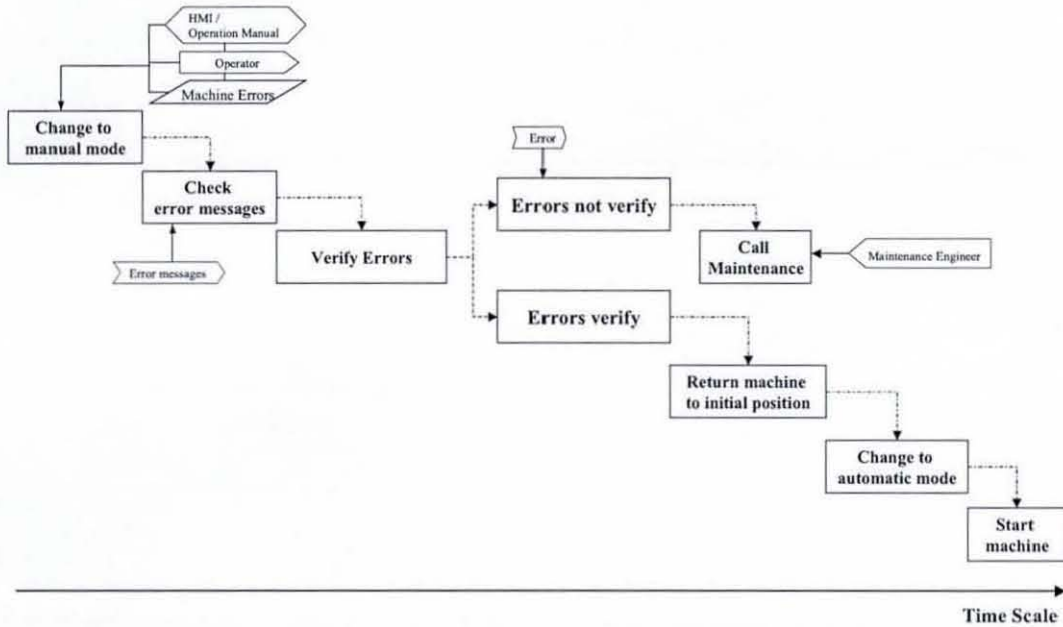 HMI /
Operation Manual
Operator
Machine Errors
Change to
manual mode
Check
error messages
Error messages
Verify Errors
Error
Errors not verify
Call
Maintenance
Maintenance Engineer
Errors verify
Return machine
to initial position
Change to
automatic mode
Start
machine
Time Scale